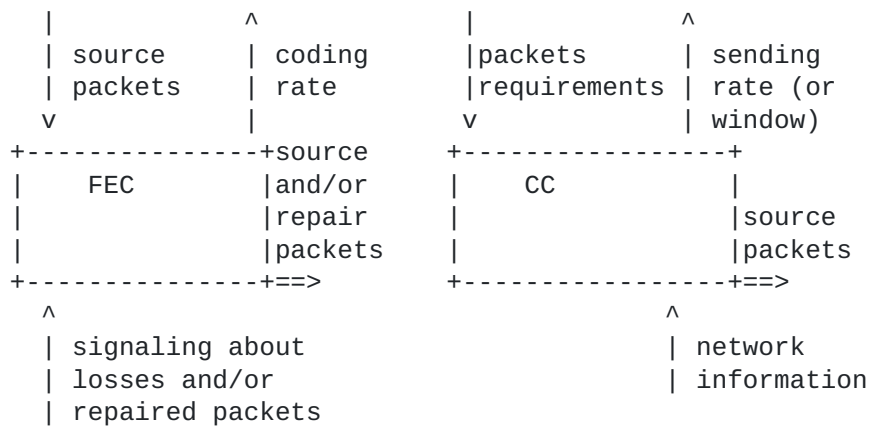 |            ^             |             ^
  | source     | coding      |packets      | sending
  | packets    | rate        |requirements | rate (or
  v            |             v             | window)
+---------------+source     +-----------------+
|    FEC        |and/or     |    CC           |
|               |repair     |                 |source
|               |packets    |                 |packets
+---------------+==>        +-----------------+==>
  ^                                       ^
  | signaling about                       | network
  | losses and/or                         | information
  | repaired packets